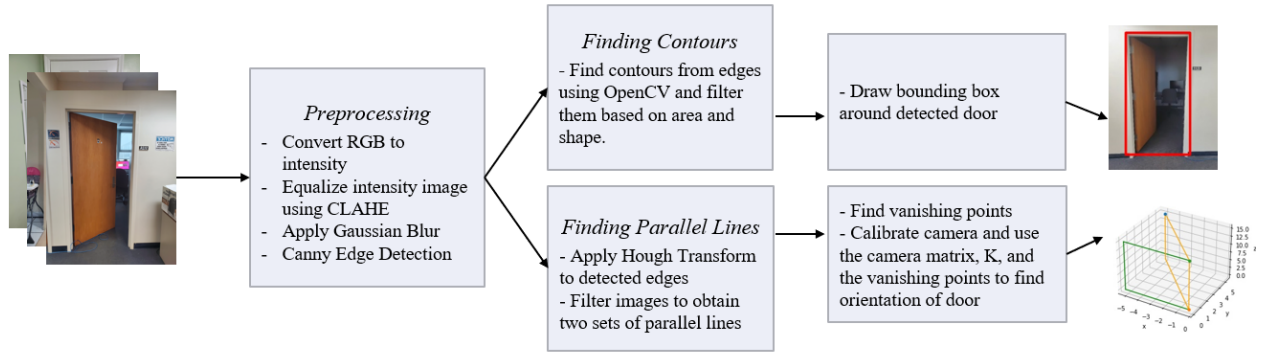 Preprocessing
- Convert RGB to
intensity
- Equalize intensity image
using CLAHE
- Apply Gaussian Blur
- Canny Edge Detection
Finding Contours
- Find contours from edges
using OpenCV and filter
them based on area and
shape.
- Draw bounding box
around detected door
Finding Parallel Lines
- Apply Hough Transform
to detected edges
- Filter images to obtain
two sets of parallel lines
- Find vanishing points
- Calibrate camera and use
the camera matrix, K, and
the vanishing points to find
orientation of door
15.0
12.5
10.0
7.5
5.0
2.5
0.0
z
-5 -4 -3 -2 -1 0
x
0 1 2 3 4 5
y